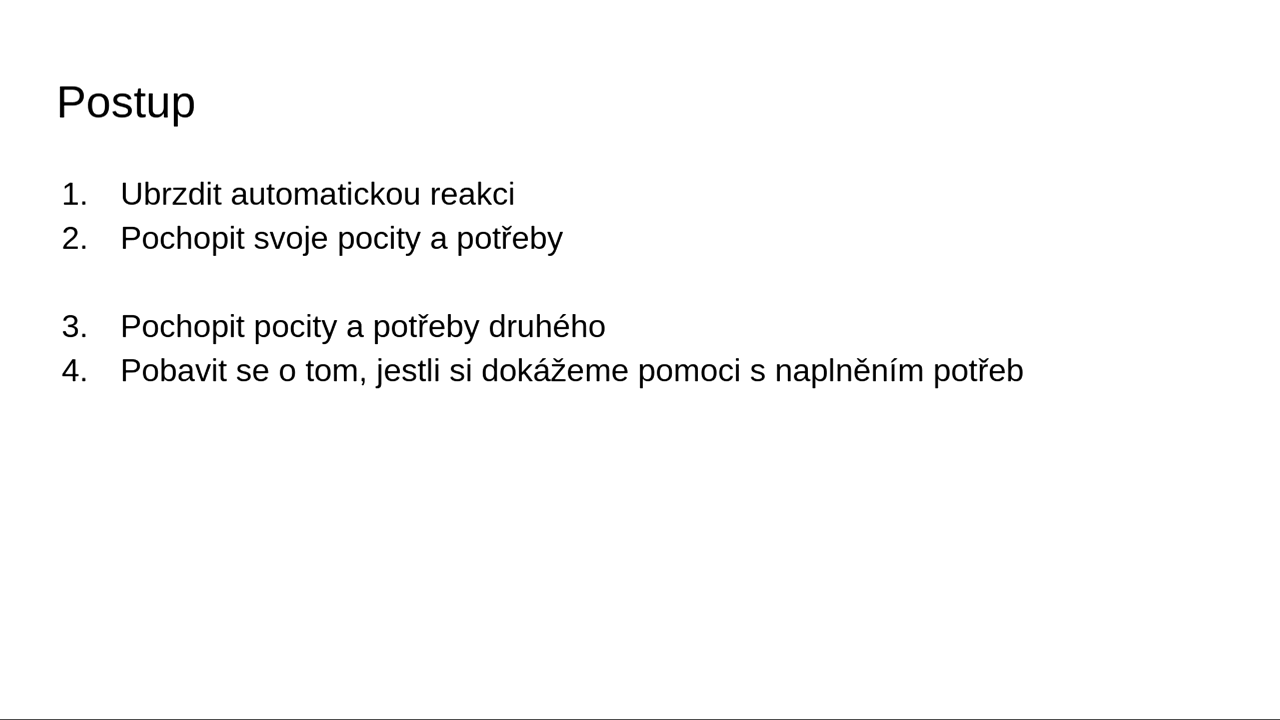 Postup
1. Ubrzdit automatickou reakci
2. Pochopit svoje pocity a potřeby
3. Pochopit pocity a potřeby druhého
4. Pobavit se o tom, jestli si dokážeme pomoci s naplněním potřeb